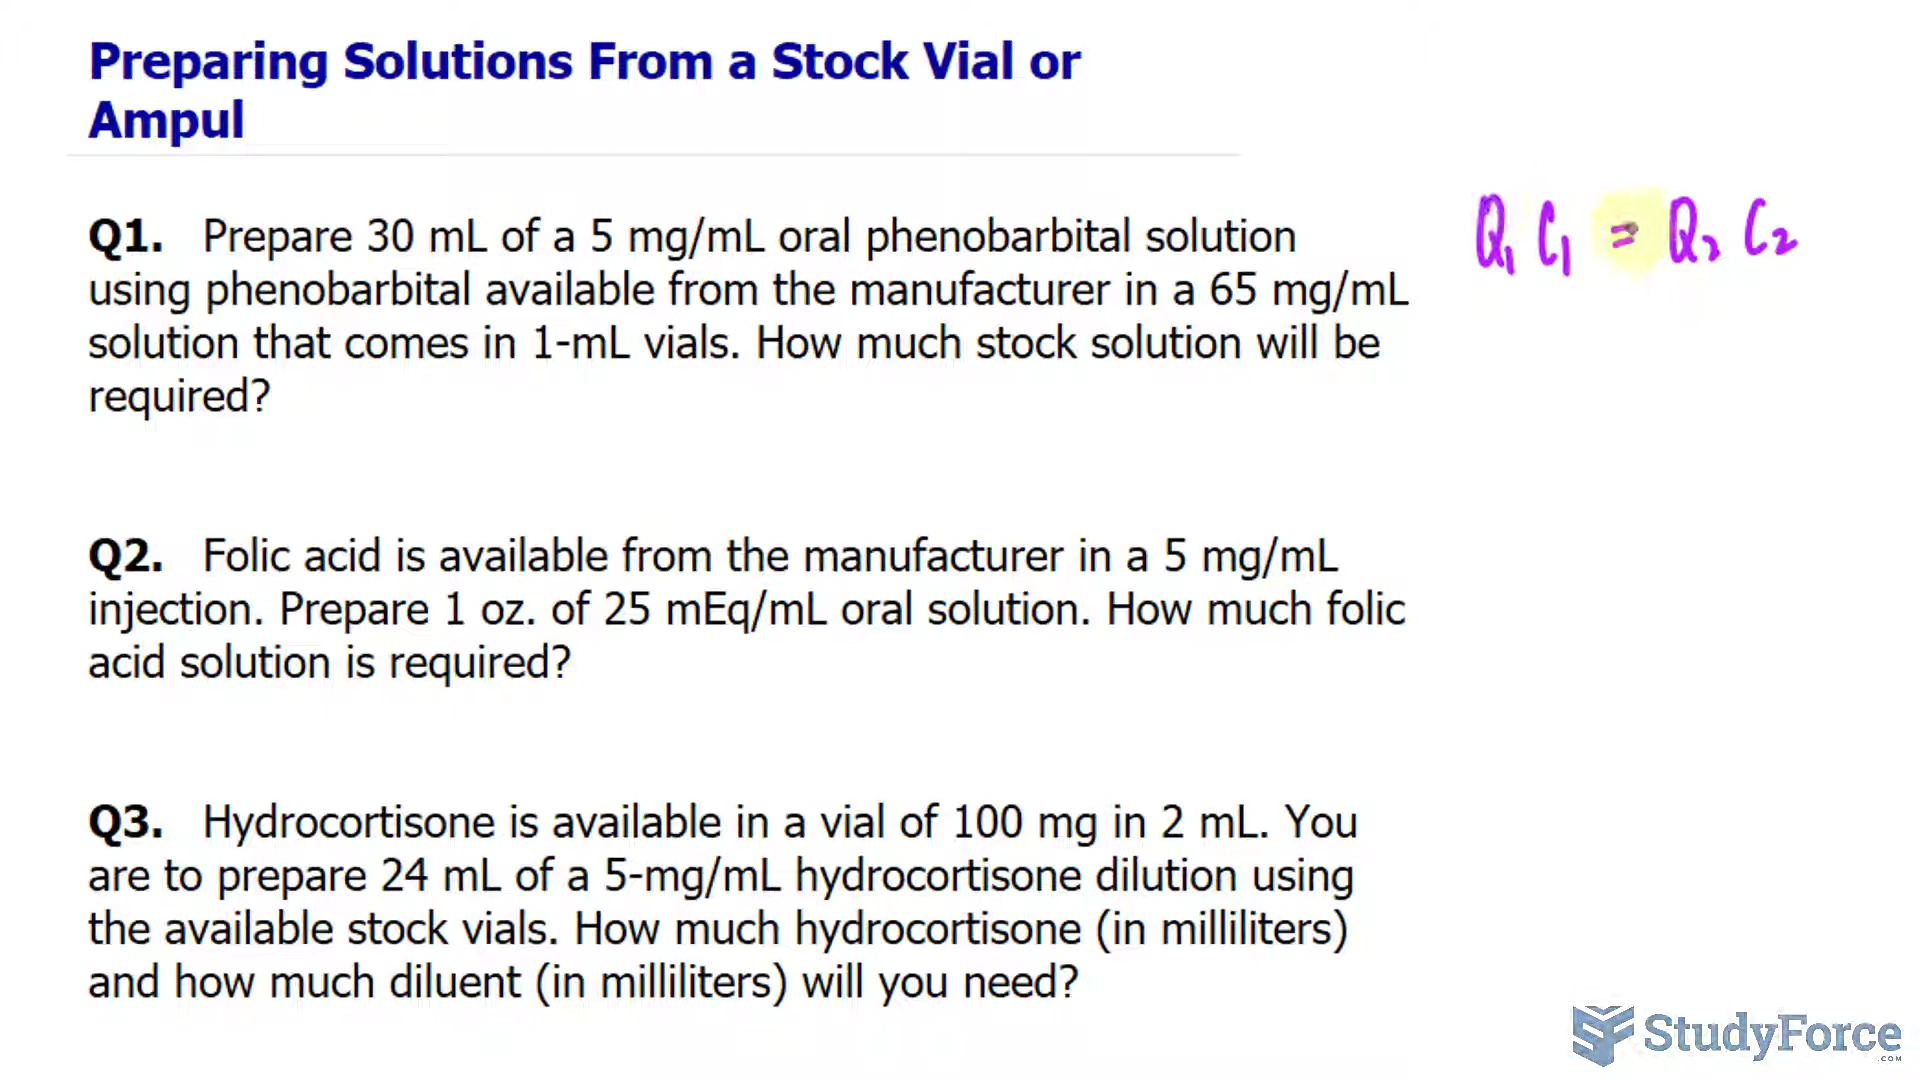 Preparing Solutions From a Stock Vial or
Ampul
Q1. Prepare 30 mL of a 5 mg/mL oral phenobarbital solution
using phenobarbital available from the manufacturer in a 65 mg/mL
solution that comes in 1-mL vials. How much stock solution will be
required?
Q₁ C₁ = Q₂ C₂
Q2. Folic acid is available from the manufacturer in a 5 mg/mL
injection. Prepare 1 oz. of 25 mEq/mL oral solution. How much folic
acid solution is required?
Q3. Hydrocortisone is available in a vial of 100 mg in 2 mL. You
are to prepare 24 mL of a 5-mg/mL hydrocortisone dilution using
the available stock vials. How much hydrocortisone (in milliliters)
and how much diluent (in milliliters) will you need?
SF StudyForce
.COM